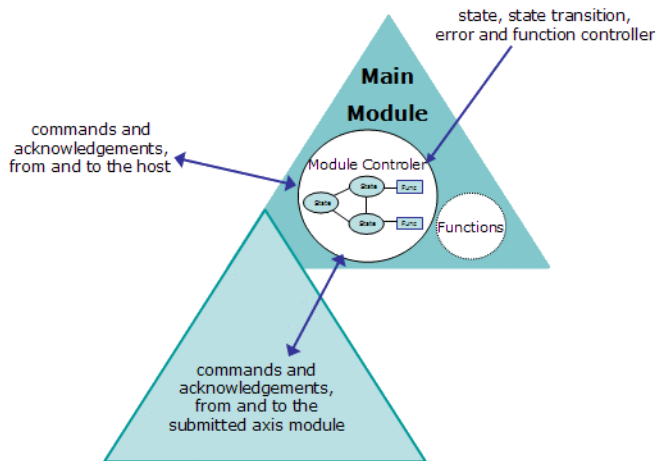 state, state transition,
error and function controller
Main
Module
commands and
acknowledgements,
from and to the host
Module Controler
State
Func
State
State
Func
Functions
commands and
acknowledgements,
from and to the
submitted axis module